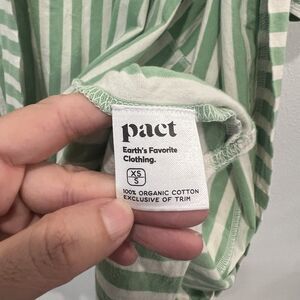 pact
Earth's Favorite
Clothing.
XS
S
100% ORGANIC COTTON
EXCLUSIVE OF TRIM